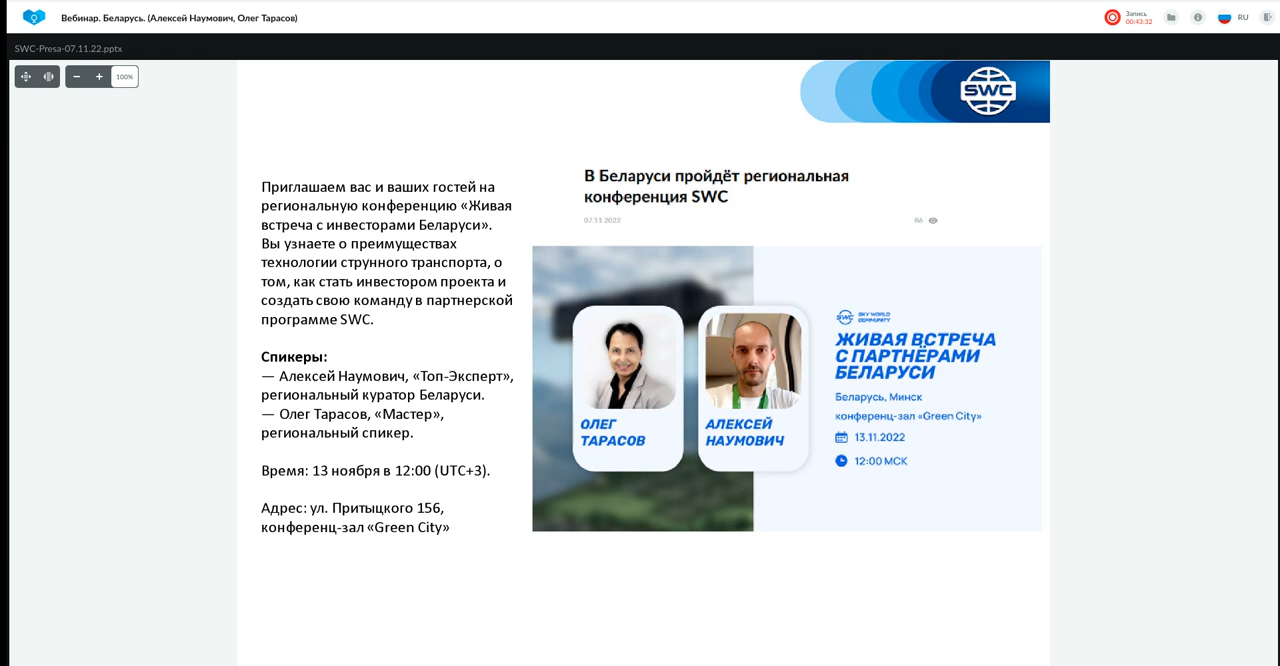 Вебинар. Беларусь. (Алексей Наумович, Олег Тарасов)
Запись
00:43:32
RU
SWC-Presa-07.11.22.pptx
100%
SWC
Приглашаем вас и ваших гостей на
региональную конференцию «Живая
встреча с инвесторами Беларуси».
Вы узнаете о преимуществах
технологии струнного транспорта, о
том, как стать инвестором проекта и
создать свою команду в партнерской
программе SWC.
Спикеры:
— Алексей Наумович, «Топ-Эксперт»,
региональный куратор Беларуси.
— Олег Тарасов, «Мастер»,
региональный спикер.
Время: 13 ноября в 12:00 (UTC+3).
Адрес: ул. Притыцкого 156,
конференц-зал «Green City»
В Беларуси пройдёт региональная
конференция SWC
07.11.2022
ОЛЕГ
ТАРАСОВ
АЛЕКСЕЙ
НАУМОВИЧ
SWC SKY WORLD
COMMUNITY
ЖИВАЯ ВСТРЕЧА
С ПАРТНЁРАМИ
БЕЛАРУСИ
Беларусь, Минск
конференц-зал «Green City»
13.11.2022
12:00 МСК